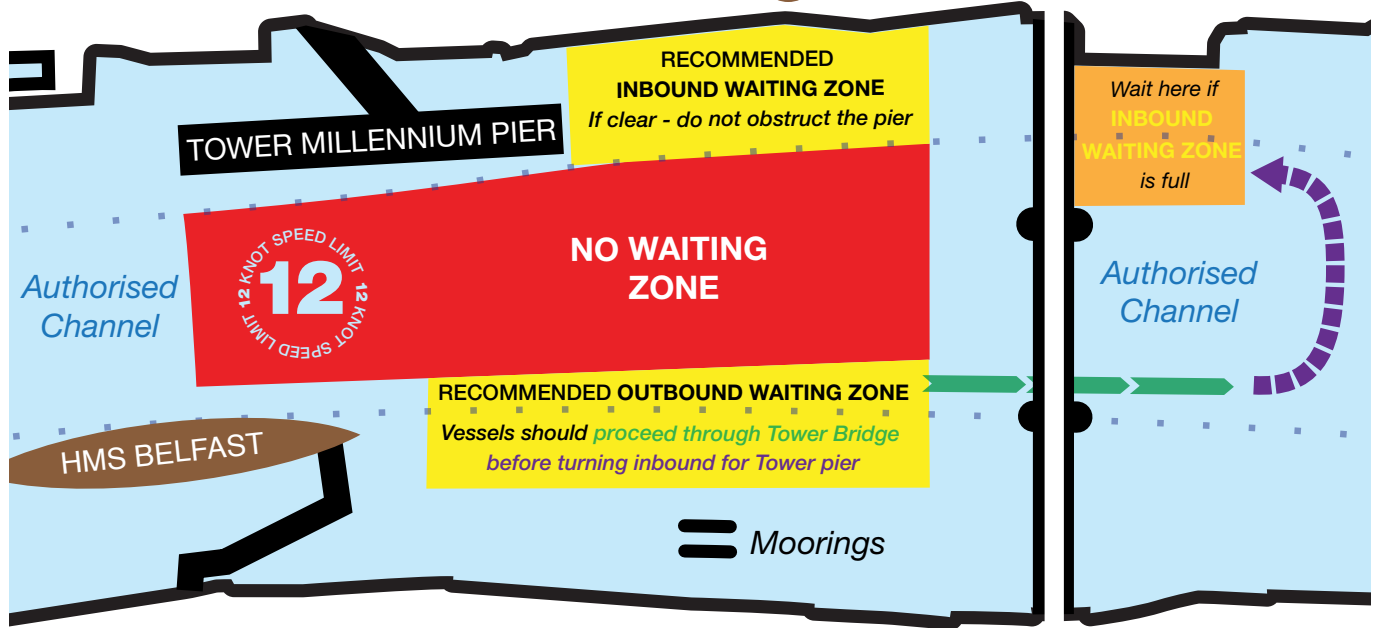 RECOMMENDED
INBOUND WAITING ZONE
If clear - do not obstruct the pier
Wait here if
INBOUND
WAITING ZONE
is full
TOWER MILLENNIUM PIER
Authorised
Channel
12 KNOT SPEED LIMIT 12 KNOT SPEED LIMIT
12
NO WAITING
ZONE
Authorised
Channel
RECOMMENDED OUTBOUND WAITING ZONE
Vessels should proceed through Tower Bridge
before turning inbound for Tower pier
HMS BELFAST
Moorings